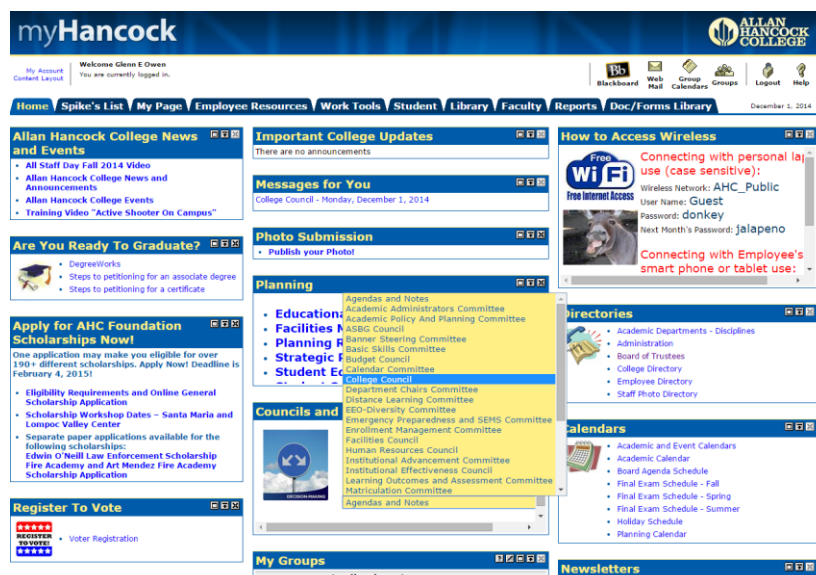 myHancock
ALLAN
HANCOCK
COLLEGE
My Account
Content Layout
Welcome Glenn E Owen
You are currently logged in.
Bb
Blackboard
Web
Mail
Group
Calendars
Groups
Logout
Help
Home
Spike's List
My Page
Employee Resources
Work Tools
Student
Library
Faculty
Reports
Doc/Forms Library
December 1, 2014
Allan Hancock College News
and Events
All Staff Day Fall 2014 Video
Allan Hancock College News and
Announcements
Allan Hancock College Events
Training Video "Active Shooter On Campus"
Are You Ready To Graduate?
DegreeWorks
Steps to petitioning for an associate degree
Steps to petitioning for a certificate
Apply for AHC Foundation
Scholarships Now!
One application may make you eligible for over
190+ different scholarships. Apply Now! Deadline is
February 4, 2015!
Eligibility Requirements and Online General
Scholarship Application
Scholarship Workshop Dates – Santa Maria and
Lompoc Valley Center
Separate paper applications available for the
following scholarships:
Edwin O'Neill Law Enforcement Scholarship
Fire Academy and Art Mendez Fire Academy
Scholarship Application
Register To Vote
REGISTER
TO VOTE!
Voter Registration
Important College Updates
There are no announcements
Messages for You
College Council - Monday, December 1, 2014
Photo Submission
Publish your Photo!
Planning
Educationa
Facilities M
Planning R
Strategic P
Student Ed
Agendas and Notes
Academic Administrators Committee
Academic Policy And Planning Committee
ASBG Council
Banner Steering Committee
Basic Skills Committee
Budget Council
Calendar Committee
College Council
Department Chairs Committee
Distance Learning Committee
EEO-Diversity Committee
Emergency Preparedness and SEMS Committee
Enrollment Management Committee
Facilities Council
Human Resources Council
Institutional Advancement Committee
Institutional Effectiveness Council
Learning Outcomes and Assessment Committee
Matriculation Committee
Agendas and Notes
Councils and
DECISION-MAKING
My Groups
How to Access Wireless
Free
Wi Fi
Free Internet Access
Connecting with personal lap
use (case sensitive):
Wireless Network: AHC_Public
User Name: Guest
Password: donkey
Next Month's Password: jalapeno
Connecting with Employee's
smart phone or tablet use:
Directories
Academic Departments - Disciplines
Administration
Board of Trustees
College Directory
Employee Directory
Staff Photo Directory
Calendars
Academic and Event Calendars
Academic Calendar
Board Agenda Schedule
Final Exam Schedule - Fall
Final Exam Schedule - Spring
Final Exam Schedule - Summer
Holiday Schedule
Planning Calendar
Newsletters